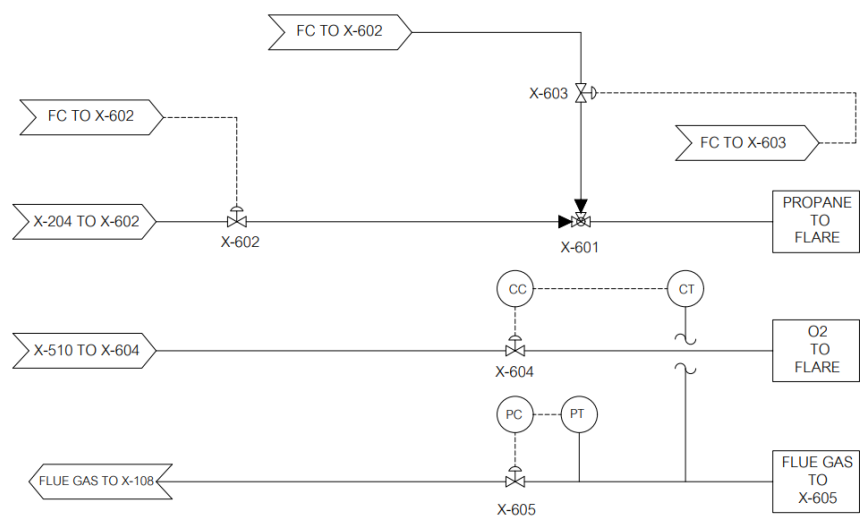 FC TO X-602
X-603
FC TO X-602
FC TO X-603
X-204 TO X-602
X-602
X-601
PROPANE
TO
FLARE
CC
CT
X-510 TO X-604
X-604
O2
TO
FLARE
PC
PT
FLUE GAS TO X-108
X-605
FLUE GAS
TO
X-605